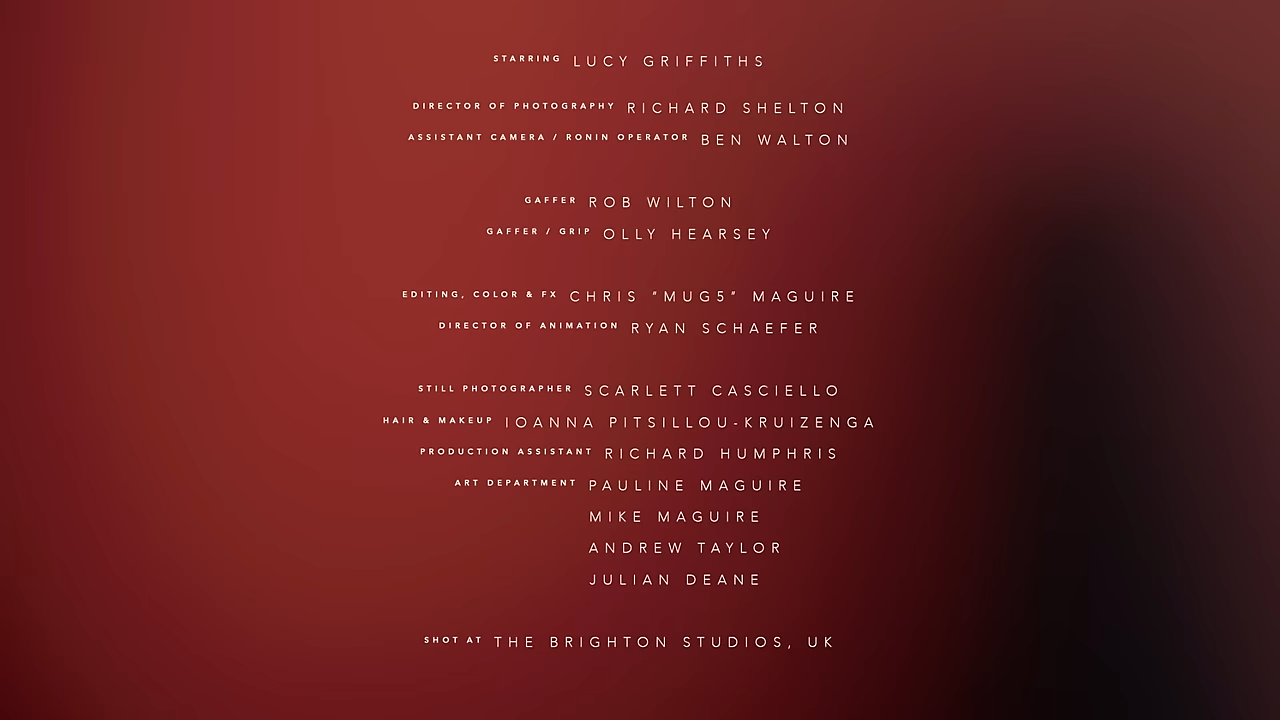 STARRING LUCY GRIFFITHS
DIRECTOR OF PHOTOGRAPHY RICHARD SHELTON
ASSISTANT CAMERA / RONIN OPERATOR BEN WALTON
GAFFER ROB WILTON
GAFFER / GRIP OLLY HEARSEY
EDITING, COLOR & FX CHRIS "MUG5" MAGUIRE
DIRECTOR OF ANIMATION RYAN SCHAEFER
STILL PHOTOGRAPHER SCARLETT CASCIELLO
HAIR & MAKEUP IOANNA PITSILLOU-KRUIZENGA
PRODUCTION ASSISTANT RICHARD HUMPHRIS
ART DEPARTMENT PAULINE MAGUIRE
MIKE MAGUIRE
ANDREW TAYLOR
JULIAN DEANE
SHOT AT THE BRIGHTON STUDIOS, UK